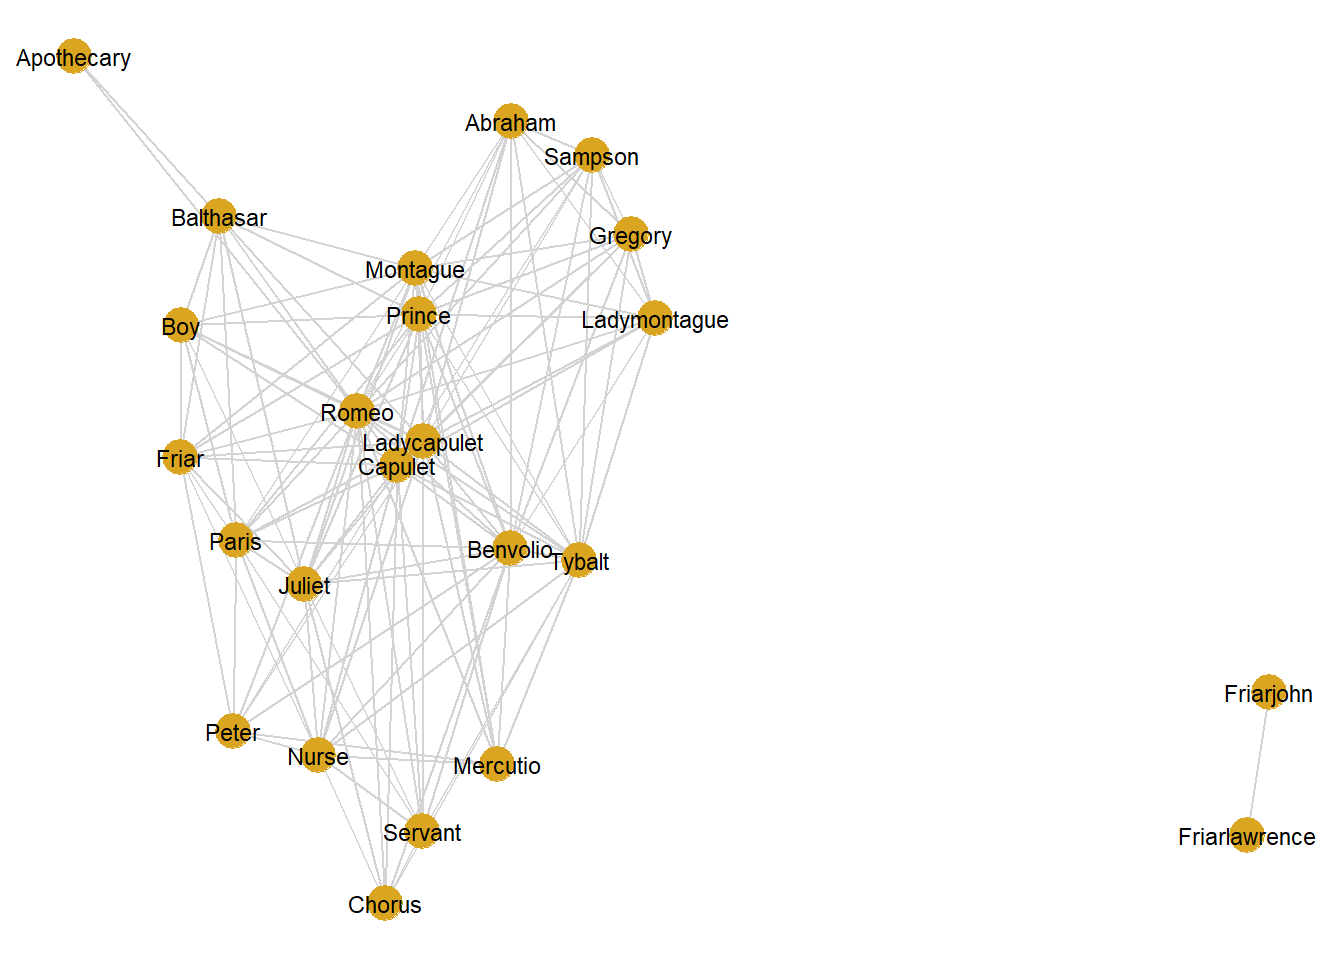 Apothecary
Abraham
Sampson
Balthasar
Gregory
Montague
Prince
Boy
Ladymontague
Romeo
Ladycapulet
Friar
Capulet
Paris
Benvolio
Tybalt
Juliet
Friarjohn
Peter
Nurse
Mercutio
Servant
Friarlawrence
Chorus